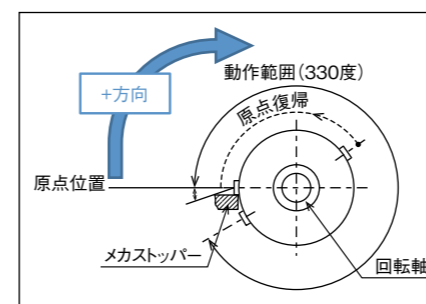 動作範囲(330度)
+方向
原点復帰
原点位置
メカストッパー
回転軸